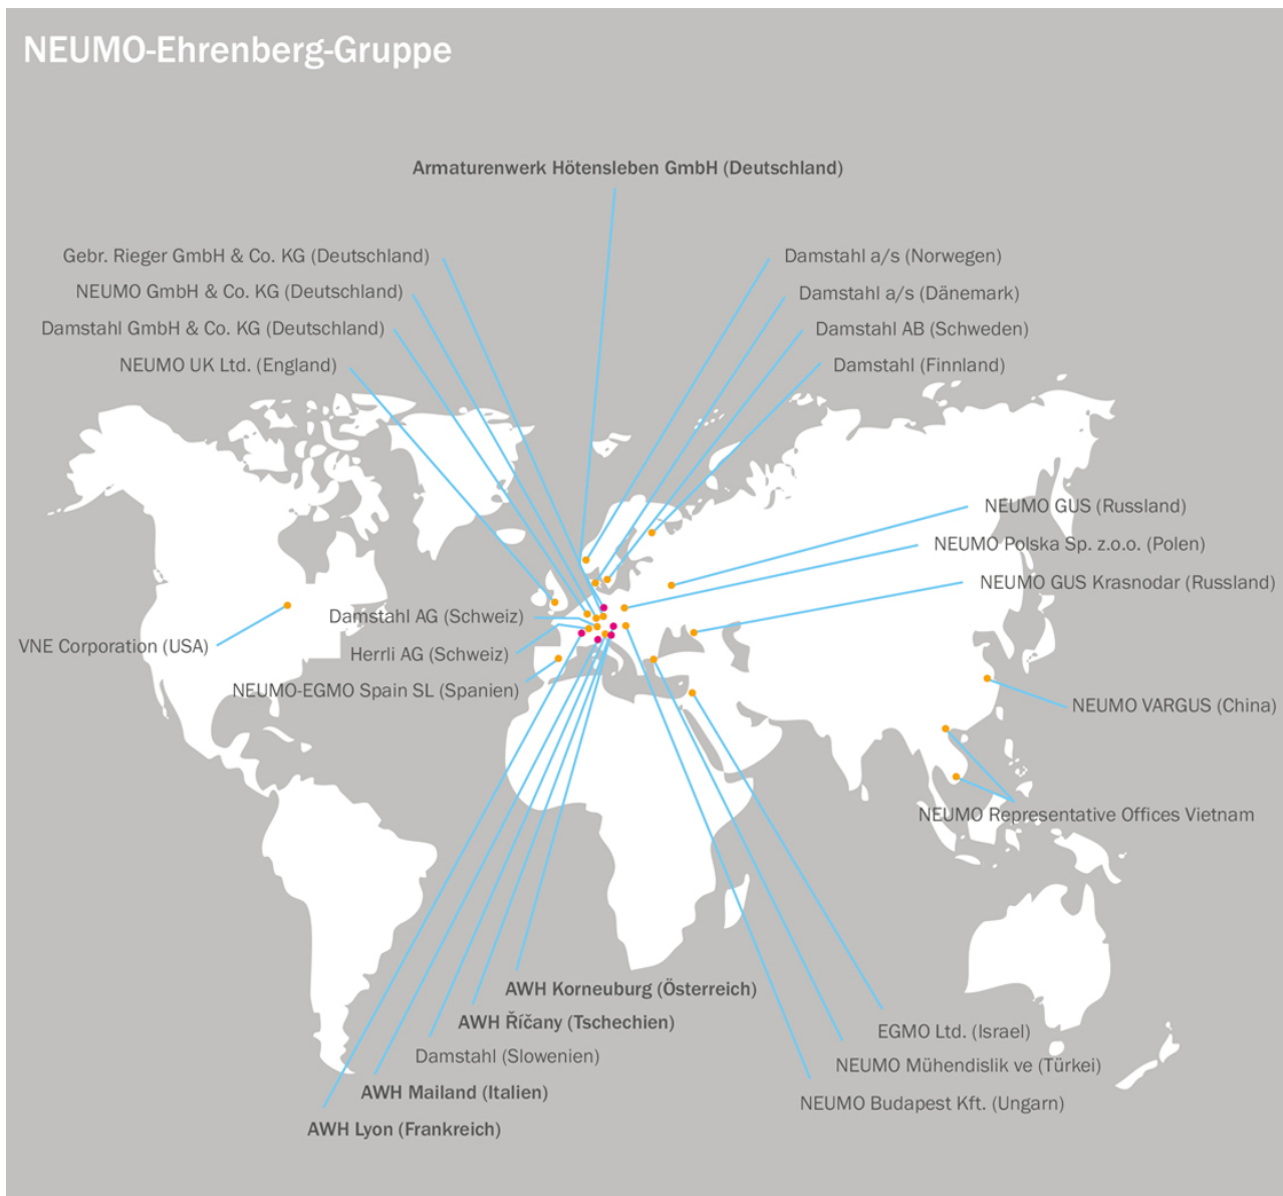 NEUMO-Ehrenberg-Gruppe
Armaturenwerk Hötensleben GmbH (Deutschland)
Gebr. Rieger GmbH & Co. KG (Deutschland)
NEUMO GmbH & Co. KG (Deutschland)
Damstahl GmbH & Co. KG (Deutschland)
NEUMO UK Ltd. (England)
Damstahl a/s (Norwegen)
Damstahl a/s (Dänemark)
Damstahl AB (Schweden)
Damstahl (Finnland)
NEUMO GUS (Russland)
NEUMO Polska Sp. z.o.o. (Polen)
NEUMO GUS Krasnodar (Russland)
VNE Corporation (USA)
Damstahl AG (Schweiz)
Herrli AG (Schweiz)
NEUMO-EGMO Spain SL (Spanien)
NEUMO VARGUS (China)
NEUMO Representative Offices Vietnam
AWH Korneuburg (Österreich)
AWH Říčany (Tschechien)
Damstahl (Slowenien)
AWH Mailand (Italien)
AWH Lyon (Frankreich)
EGMO Ltd. (Israel)
NEUMO Mühendislik ve (Türkei)
NEUMO Budapest Kft. (Ungarn)